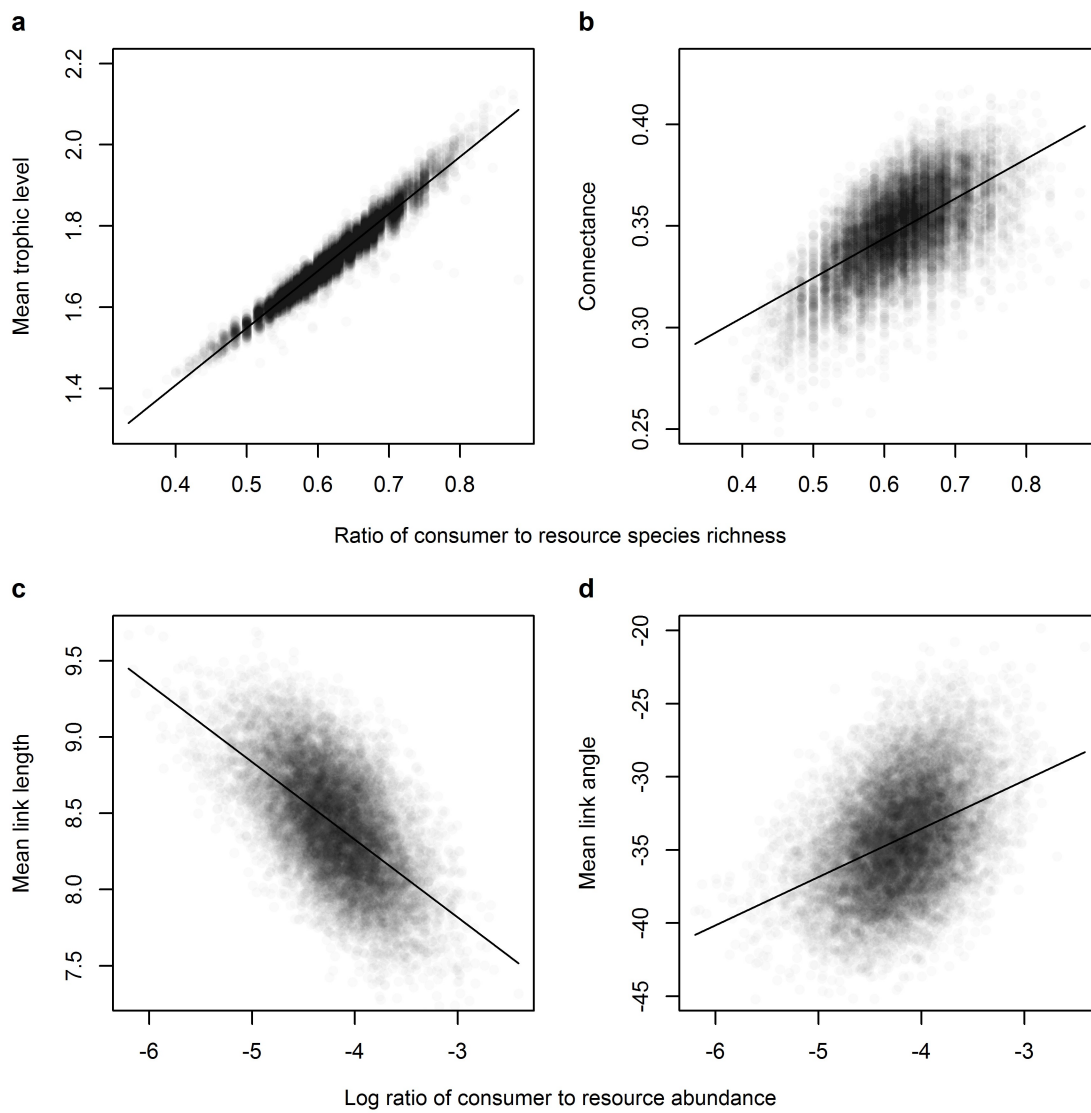 a
b
Mean trophic level
2.2
2.0
1.8
1.6
1.4
0.4 0.5 0.6 0.7 0.8
Connectance
0.40
0.35
0.30
0.25
0.4 0.5 0.6 0.7 0.8
Ratio of consumer to resource species richness
c
d
Mean link length
9.5
9.0
8.5
8.0
7.5
-6 -5 -4 -3
Mean link angle
-20
-25
-30
-35
-40
-45
-6 -5 -4 -3
Log ratio of consumer to resource abundance